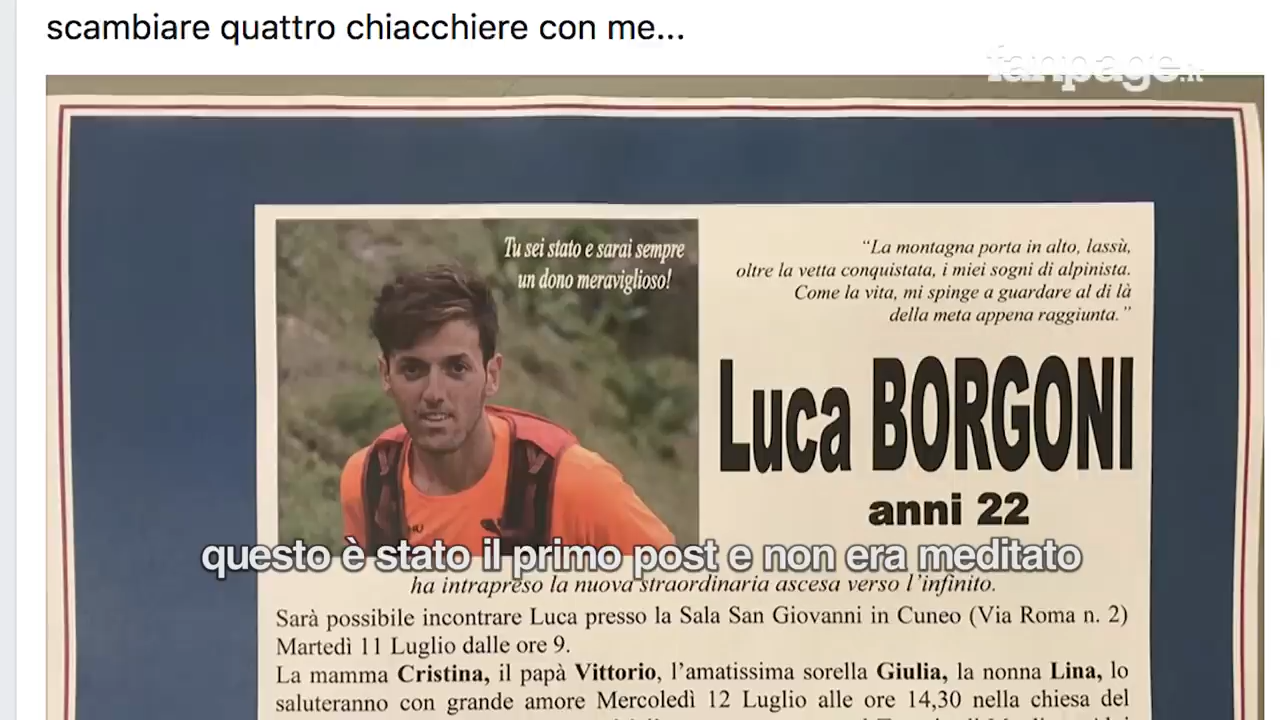 scambiare quattro chiacchiere con me...
fanpage.it
Tu sei stato e sarai sempre
un dono meraviglioso!
“La montagna porta in alto, lassù,
oltre la vetta conquistata, i miei sogni di alpinista.
Come la vita, mi spinge a guardare al di là
della meta appena raggiunta.”
Luca BORGONI
anni 22
questo è stato il primo post e non era meditato
ha intrapreso la nuova straordinaria ascesa verso l’infinito.
Sarà possibile incontrare Luca presso la Sala San Giovanni in Cuneo (Via Roma n. 2)
Martedì 11 Luglio dalle ore 9.
La mamma Cristina, il papà Vittorio, l’amatissima sorella Giulia, la nonna Lina, lo
saluteranno con grande amore Mercoledì 12 Luglio alle ore 14,30 nella chiesa del